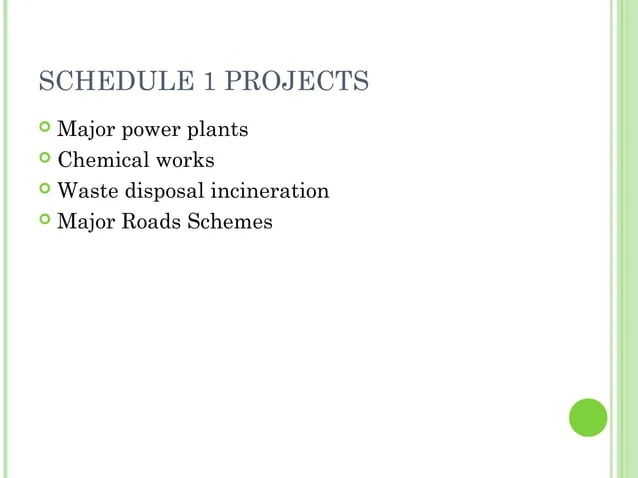 SCHEDULE 1 PROJECTS
Major power plants
Chemical works
Waste disposal incineration
Major Roads Schemes